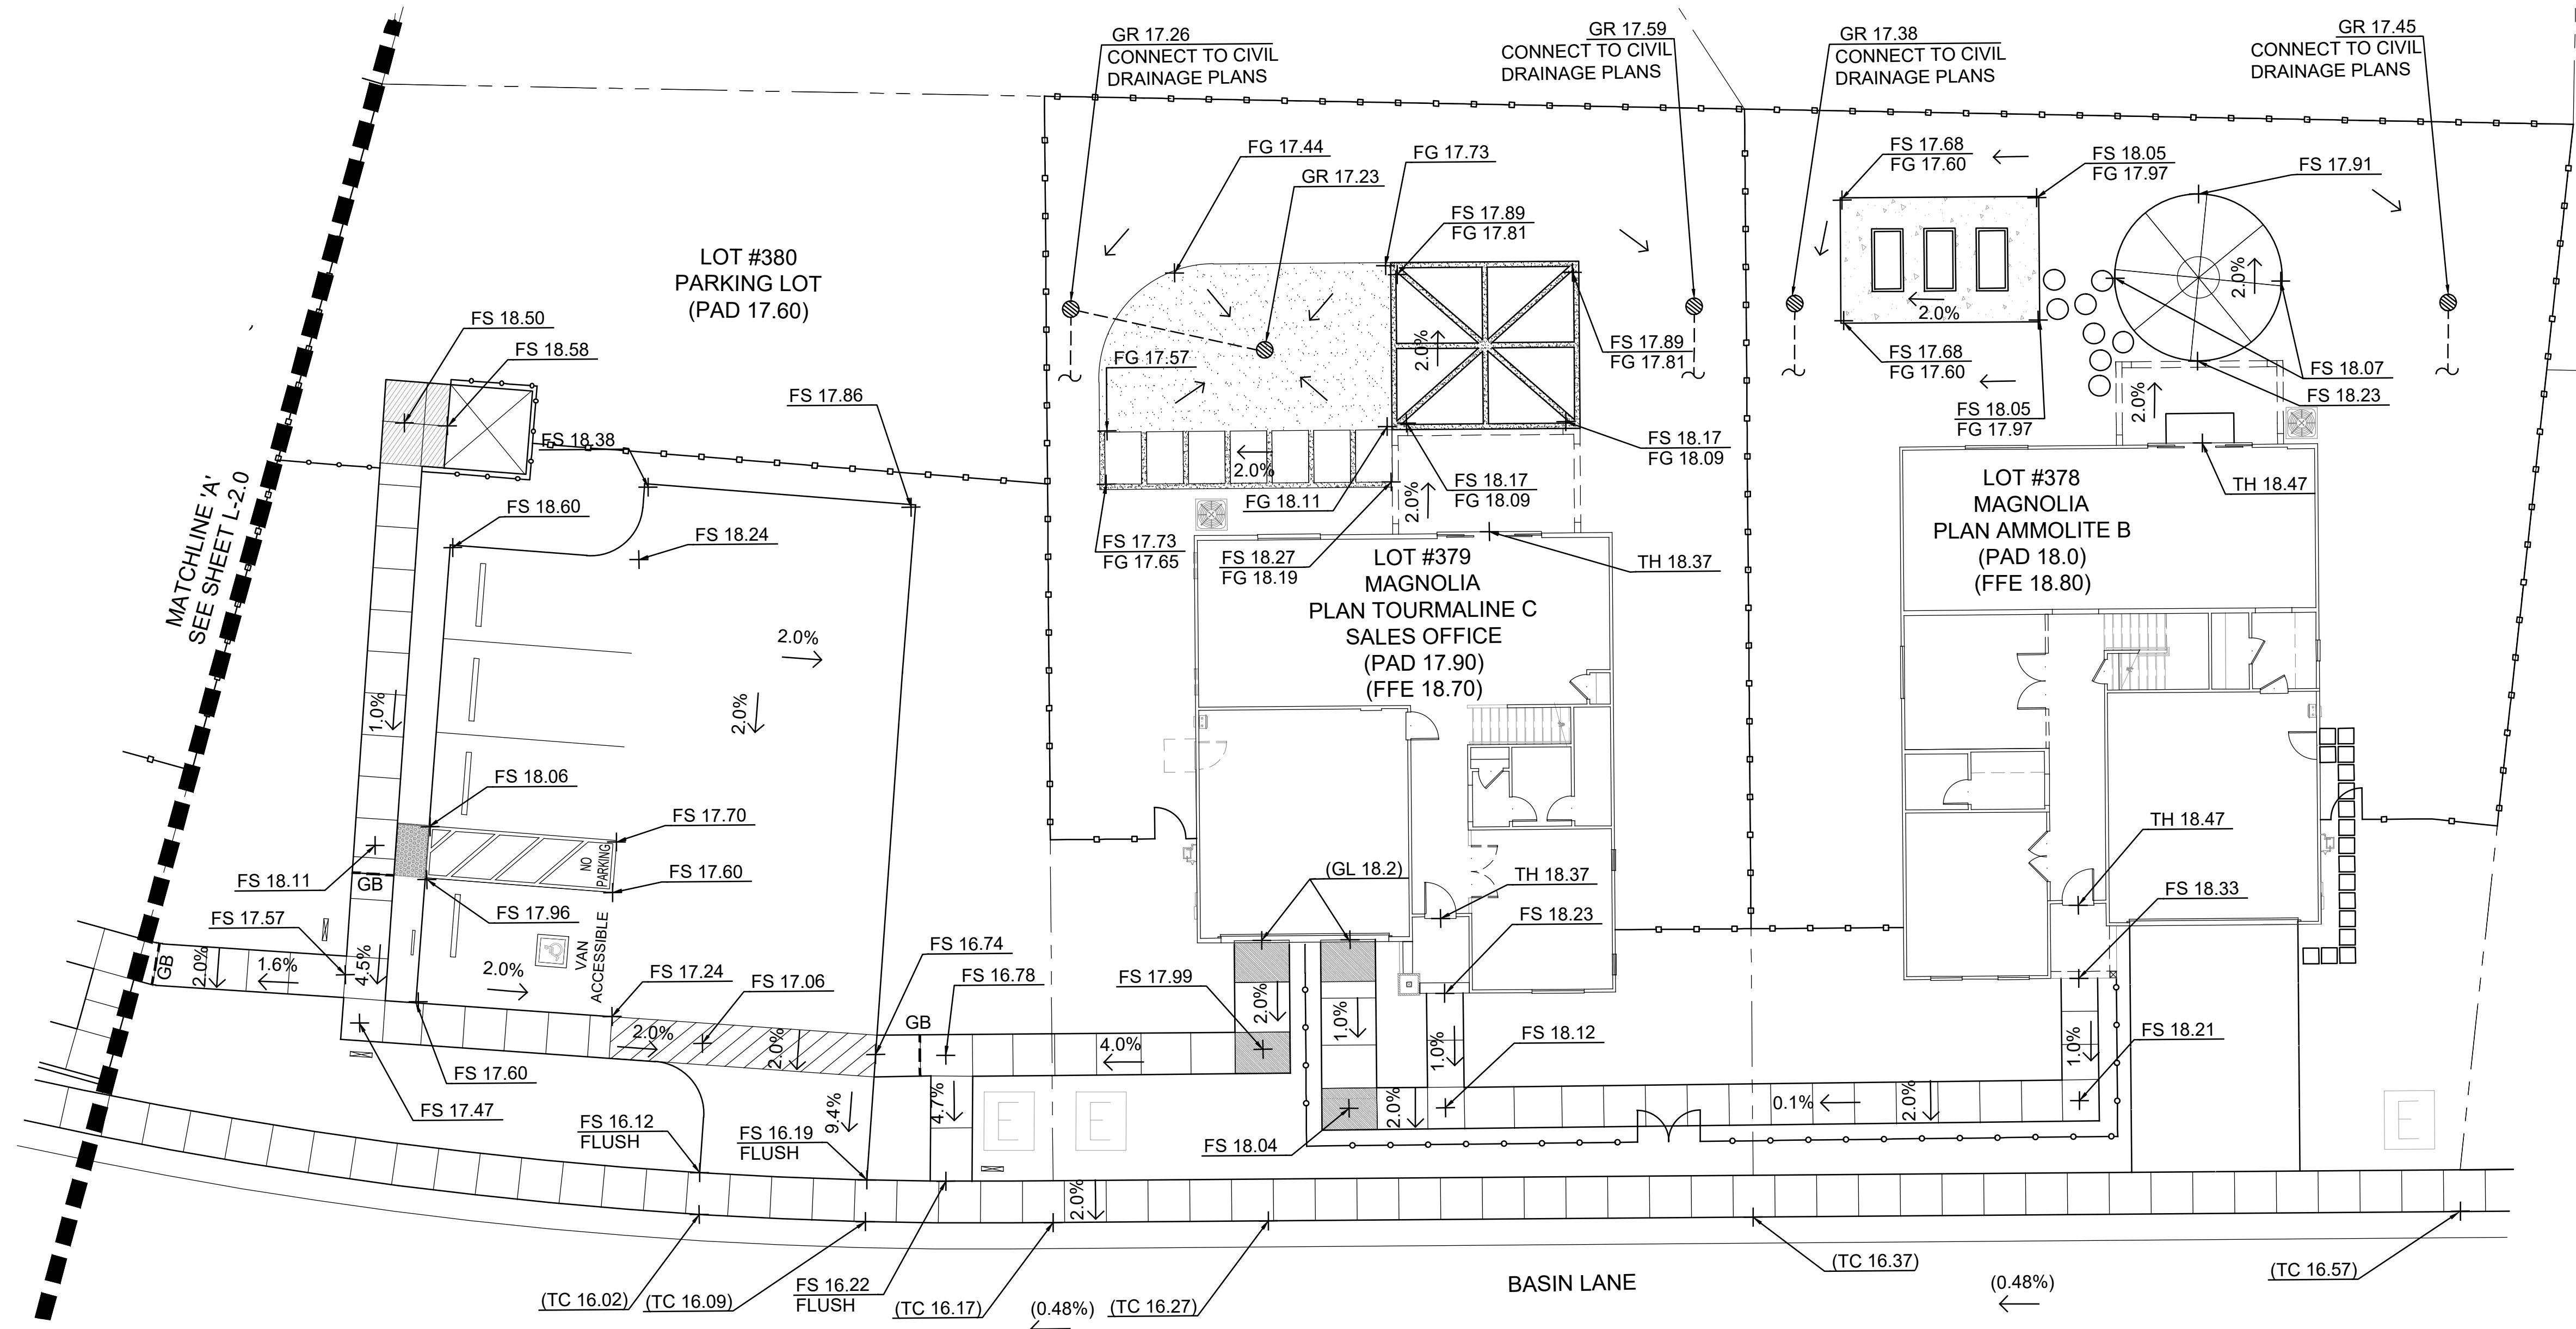 GR 17.26
CONNECT TO CIVIL
DRAINAGE PLANS
GR 17.59
CONNECT TO CIVIL
DRAINAGE PLANS
GR 17.38
CONNECT TO CIVIL
DRAINAGE PLANS
GR 17.45
CONNECT TO CIVIL
DRAINAGE PLANS
FG 17.44
GR 17.23
FG 17.73
FS 17.89
FG 17.81
FS 17.68
FG 17.60
FS 18.05
FG 17.97
FS 17.91
LOT #380
PARKING LOT
(PAD 17.60)
FS 18.50
FS 18.58
FS 18.38
FS 17.86
FG 17.57
2.0%
2.0%
FS 17.89
FG 17.81
2.0%
2.0%
FS 17.68
FG 17.60
FS 18.05
FG 17.97
FS 18.07
FS 18.23
2.0%
MATCHLINE 'A'
SEE SHEET L-2.0
FS 18.60
FS 18.24
FS 17.73
FG 17.65
FG 18.11
FS 18.27
FG 18.19
2.0%
FS 18.17
FG 18.09
FS 18.17
FG 18.09
TH 18.37
LOT #379
MAGNOLIA
PLAN TOURMALINE C
SALES OFFICE
(PAD 17.90)
(FFE 18.70)
LOT #378
MAGNOLIA
PLAN AMMOLITE B
(PAD 18.0)
(FFE 18.80)
TH 18.47
2.0%
2.0%
1.0%
FS 18.06
FS 17.70
FS 17.60
NO
PARKING
FS 18.11
GB
FS 17.96
FS 17.57
GB
2.0%
1.6%
4.5%
2.0%
VAN
ACCESSIBLE
FS 17.24
FS 17.06
FS 16.74
FS 16.78
FS 17.99
(GL 18.2)
TH 18.37
FS 18.23
TH 18.47
FS 18.33
2.0%
2.0%
GB
4.0%
2.0%
1.0%
1.0%
FS 18.12
1.0%
FS 18.21
FS 17.60
FS 17.47
FS 16.12
FLUSH
FS 16.19
FLUSH
9.4%
4.7%
E
E
FS 18.04
2.0%
0.1%
2.0%
E
2.0%
(TC 16.02)
(TC 16.09)
FS 16.22
FLUSH
(TC 16.17)
(0.48%)
(TC 16.27)
BASIN LANE
(TC 16.37)
(0.48%)
(TC 16.57)